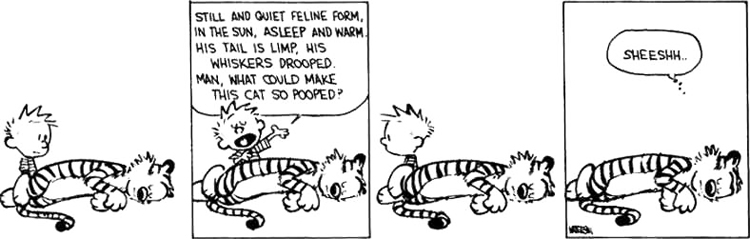 STILL AND QUIET FELINE FORM,
IN THE SUN, ASLEEP AND WARM.
HIS TAIL IS LIMP, HIS
WHISKERS DROOPED.
MAN, WHAT COULD MAKE
THIS CAT SO POOPED?
SHEESHH..